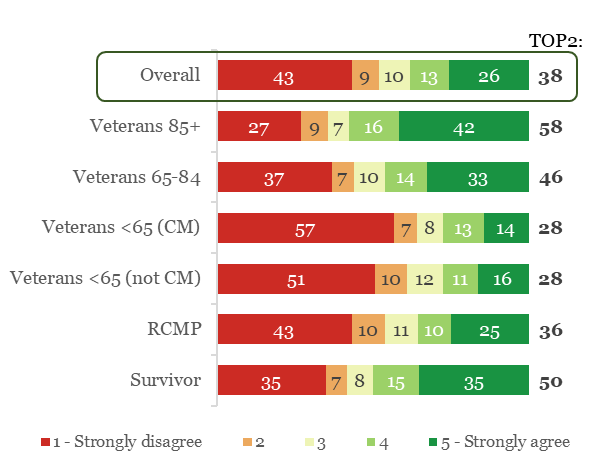 TOP2:
Overall 43 9 10 13 26 38
Veterans 85+ 27 9 7 16 42 58
Veterans 65-84 37 7 10 14 33 46
Veterans <65 (CM) 57 7 8 13 14 28
Veterans <65 (not CM) 51 10 12 11 16 28
RCMP 43 10 11 10 25 36
Survivor 35 7 8 15 35 50
1 - Strongly disagree 2 3 4 5 - Strongly agree